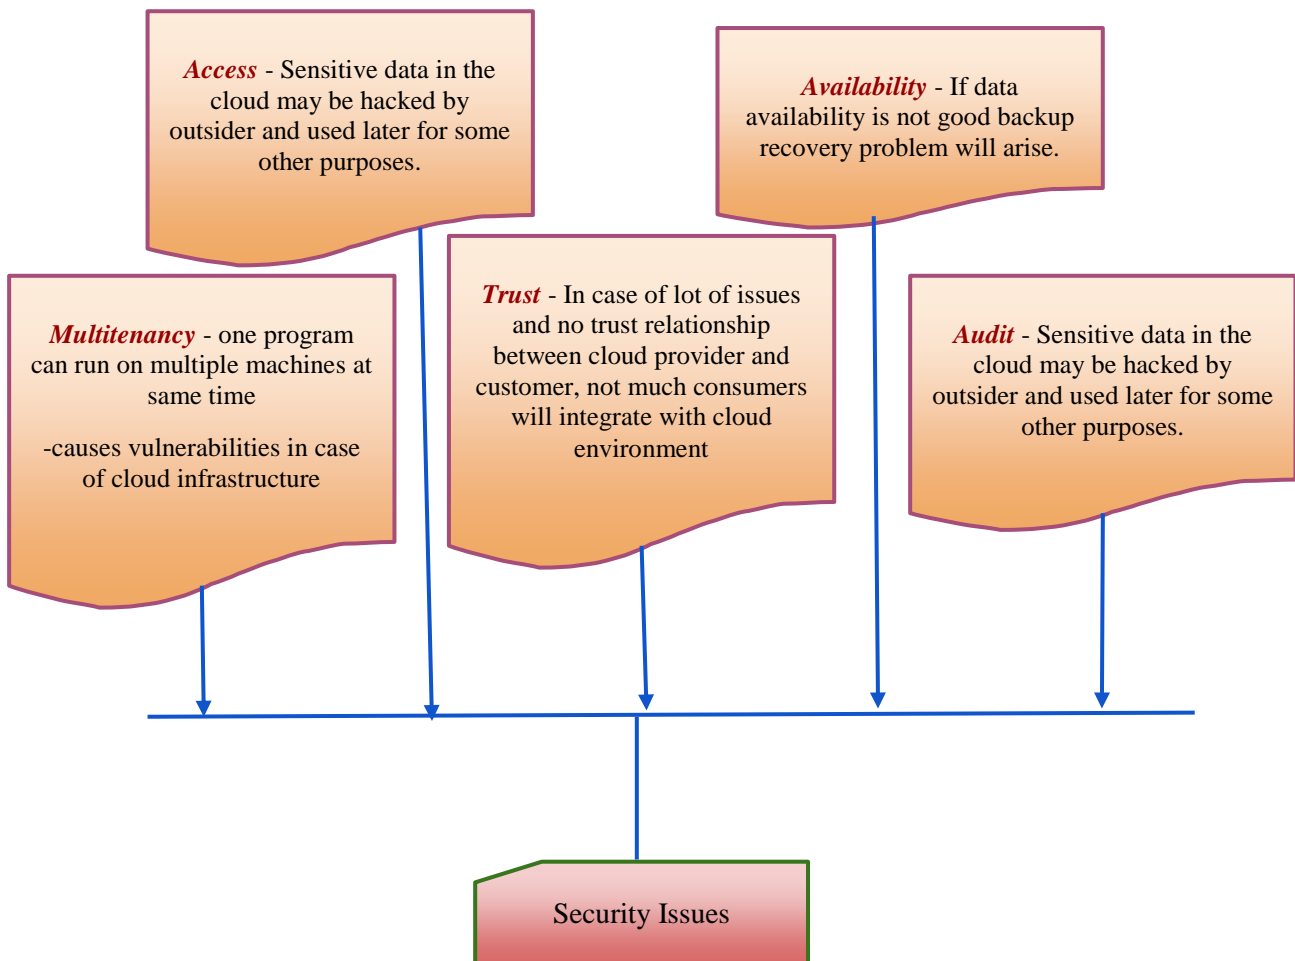 Access - Sensitive data in the
cloud may be hacked by
outsider and used later for some
other purposes.
Availability - If data
availability is not good backup
recovery problem will arise.
Multitenancy - one program
can run on multiple machines at
same time
-causes vulnerabilities in case
of cloud infrastructure
Trust - In case of lot of issues
and no trust relationship
between cloud provider and
customer, not much consumers
will integrate with cloud
environment
Audit - Sensitive data in the
cloud may be hacked by
outsider and used later for some
other purposes.
Security Issues